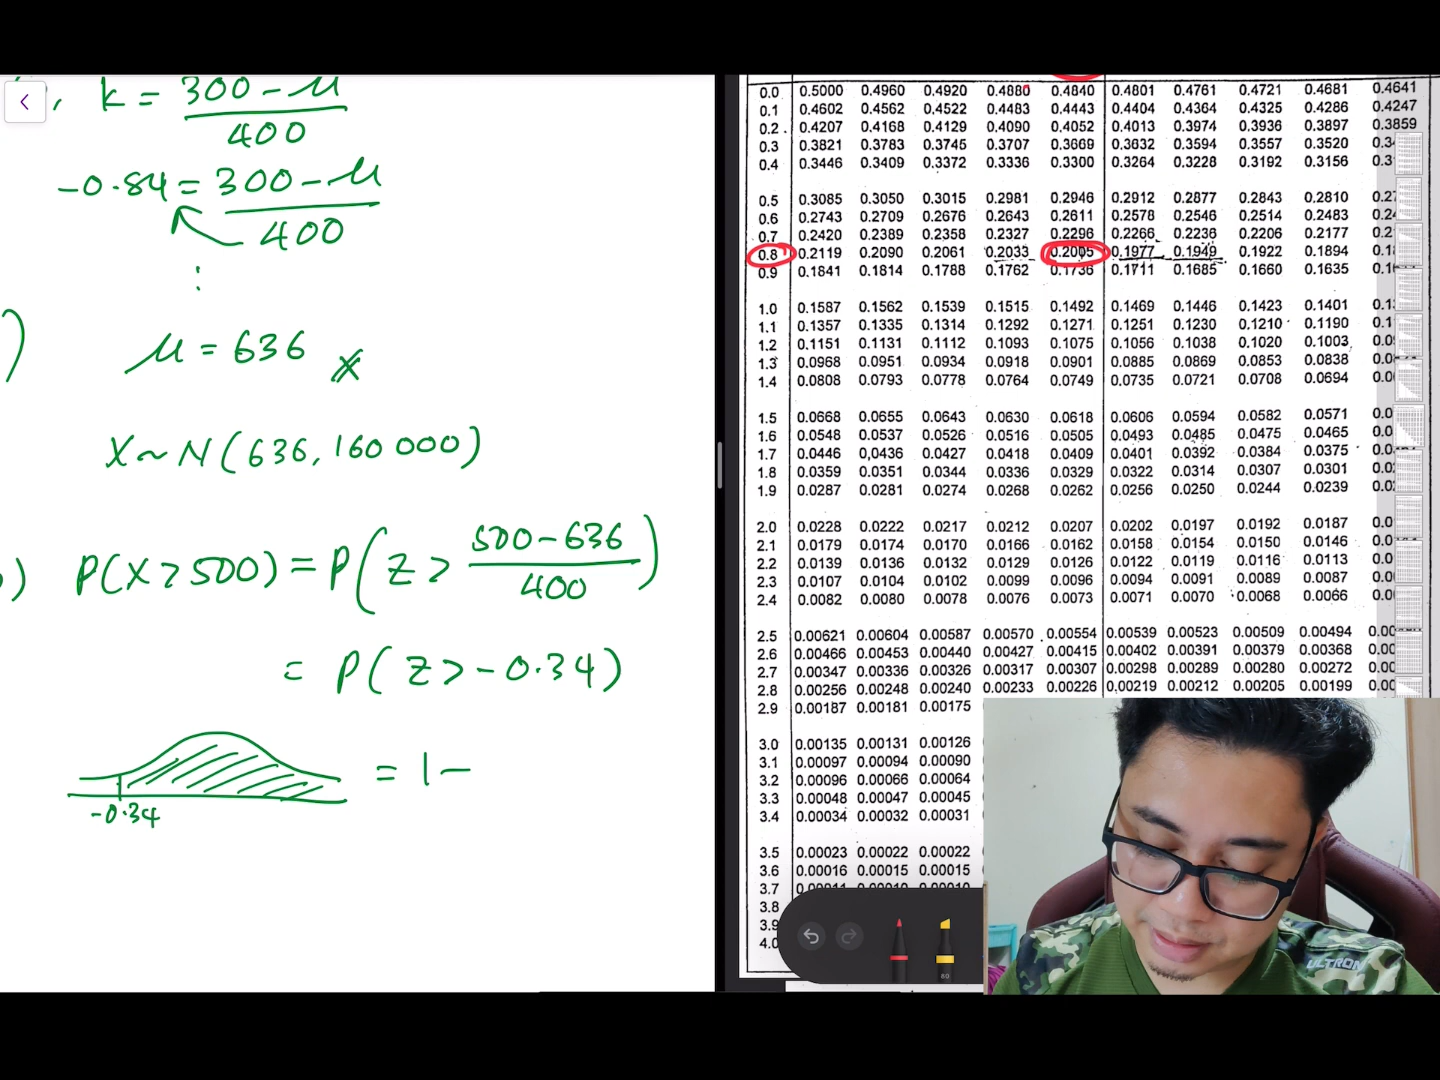 , k = 300 - μ
400
-0.84 = 300 - μ
400
:
) μ = 636
X ~ N(636, 160 000)
) P(X > 500) = P( Z > 500 - 636
400 )
= P( Z > -0.34)
= 1 -
-0.34
0.0 0.5000 0.4960 0.4920 0.4880 0.4840 0.4801 0.4761 0.4721 0.4681 0.4641
0.1 0.4602 0.4562 0.4522 0.4483 0.4443 0.4404 0.4364 0.4325 0.4286 0.4247
0.2 0.4207 0.4168 0.4129 0.4090 0.4052 0.4013 0.3974 0.3936 0.3897 0.3859
0.3 0.3821 0.3783 0.3745 0.3707 0.3669 0.3632 0.3594 0.3557 0.3520
0.4 0.3446 0.3409 0.3372 0.3336 0.3300 0.3264 0.3228 0.3192 0.3156
0.5 0.3085 0.3050 0.3015 0.2981 0.2946 0.2912 0.2877 0.2843 0.2810
0.6 0.2743 0.2709 0.2676 0.2643 0.2611 0.2578 0.2546 0.2514 0.2483
0.7 0.2420 0.2389 0.2358 0.2327 0.2296 0.2266 0.2236 0.2206 0.2177
0.8 0.2119 0.2090 0.2061 0.2033 0.2005 0.1977 0.1949 0.1922 0.1894
0.9 0.1841 0.1814 0.1788 0.1762 0.1736 0.1711 0.1685 0.1660 0.1635
1.0 0.1587 0.1562 0.1539 0.1515 0.1492 0.1469 0.1446 0.1423 0.1401
1.1 0.1357 0.1335 0.1314 0.1292 0.1271 0.1251 0.1230 0.1210 0.1190
1.2 0.1151 0.1131 0.1112 0.1093 0.1075 0.1056 0.1038 0.1020 0.1003
1.3 0.0968 0.0951 0.0934 0.0918 0.0901 0.0885 0.0869 0.0853 0.0838
1.4 0.0808 0.0793 0.0778 0.0764 0.0749 0.0735 0.0721 0.0708 0.0694
1.5 0.0668 0.0655 0.0643 0.0630 0.0618 0.0606 0.0594 0.0582 0.0571
1.6 0.0548 0.0537 0.0526 0.0516 0.0505 0.0493 0.0485 0.0475 0.0465
1.7 0.0446 0,0436 0.0427 0.0418 0.0409 0.0401 0.0392 0.0384 0.0375
1.8 0.0359 0.0351 0.0344 0.0336 0.0329 0.0322 0.0314 0.0307 0.0301
1.9 0.0287 0.0281 0.0274 0.0268 0.0262 0.0256 0.0250 0.0244 0.0239
2.0 0.0228 0.0222 0.0217 0.0212 0.0207 0.0202 0.0197 0.0192 0.0187
2.1 0.0179 0.0174 0.0170 0.0166 0.0162 0.0158 0.0154 0.0150 0.0146
2.2 0.0139 0.0136 0.0132 0.0129 0.0126 0.0122 0.0119 0.0116 0.0113
2.3 0.0107 0.0104 0.0102 0.0099 0.0096 0.0094 0.0091 0.0089 0.0087
2.4 0.0082 0.0080 0.0078 0.0076 0.0073 0.0071 0.0070 0.0068 0.0066
2.5 0.00621 0.00604 0.00587 0.00570 0.00554 0.00539 0.00523 0.00509 0.00494
2.6 0.00466 0.00453 0.00440 0.00427 0.00415 0.00402 0.00391 0.00379 0.00368
2.7 0.00347 0.00336 0.00326 0.00317 0.00307 0.00298 0.00289 0.00280 0.00272
2.8 0.00256 0.00248 0.00240 0.00233 0.00226 0,00219 0.00212 0.00205 0.00199
2.9 0.00187 0.00181 0.00175
3.0 0.00135 0.00131 0.00126
3.1 0.00097 0.00094 0.00090
3.2 0.00096 0.00066 0.00064
3.3 0.00048 0.00047 0.00045
3.4 0.00034 0.00032 0.00031
3.5 0.00023 0.00022 0.00022
3.6 0.00016 0.00015 0.00015
3.7
3.8
3.9
4.0
80
ULTRON